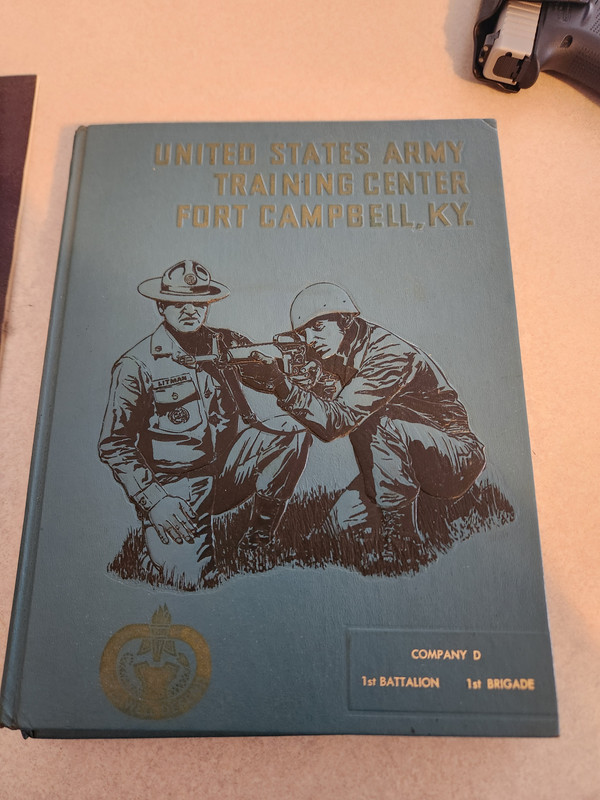 UNITED STATES ARMY
TRAINING CENTER
FORT CAMPBELL, KY.
LITMAN
COMPANY D
1st BATTALION 1st BRIGADE